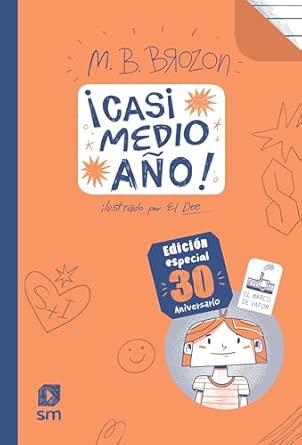 M. B. BROZON
¡CASI
MEDIO
AÑO!
ilustrado por El Dee
Edición
especial
30
Aniversario
EL BARCO
DE VAPOR
S
S+I
sm